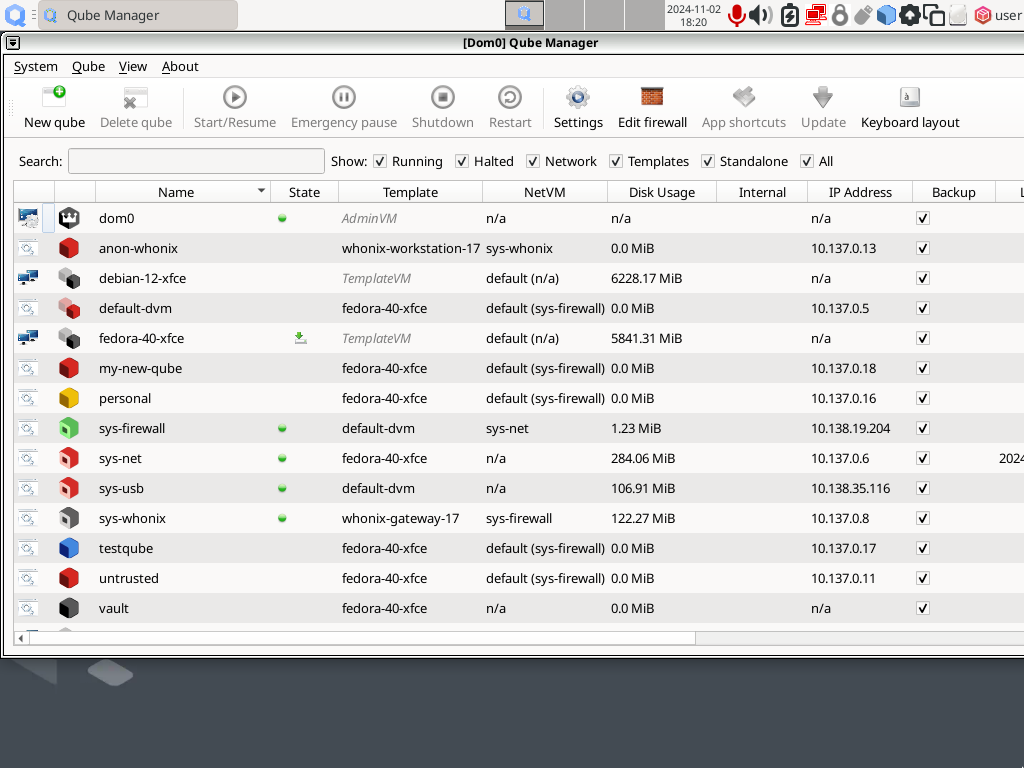 Qube Manager
2024-11-02
18:20
user
[Dom0] Qube Manager
System Qube View About
New qube Delete qube Start/Resume Emergency pause Shutdown Restart Settings Edit firewall App shortcuts Update Keyboard layout
Search: Show: Running Halted Network Templates Standalone All
Name State Template NetVM Disk Usage Internal IP Address Backup L
dom0 AdminVM n/a n/a n/a
anon-whonix whonix-workstation-17 sys-whonix 0.0 MiB 10.137.0.13
debian-12-xfce TemplateVM default (n/a) 6228.17 MiB n/a
default-dvm fedora-40-xfce default (sys-firewall) 0.0 MiB 10.137.0.5
fedora-40-xfce TemplateVM default (n/a) 5841.31 MiB n/a
my-new-qube fedora-40-xfce default (sys-firewall) 0.0 MiB 10.137.0.18
personal fedora-40-xfce default (sys-firewall) 0.0 MiB 10.137.0.16
sys-firewall default-dvm sys-net 1.23 MiB 10.138.19.204
sys-net fedora-40-xfce n/a 284.06 MiB 10.137.0.6 2024
sys-usb default-dvm n/a 106.91 MiB 10.138.35.116
sys-whonix whonix-gateway-17 sys-firewall 122.27 MiB 10.137.0.8
testqube fedora-40-xfce default (sys-firewall) 0.0 MiB 10.137.0.17
untrusted fedora-40-xfce default (sys-firewall) 0.0 MiB 10.137.0.11
vault fedora-40-xfce n/a 0.0 MiB n/a